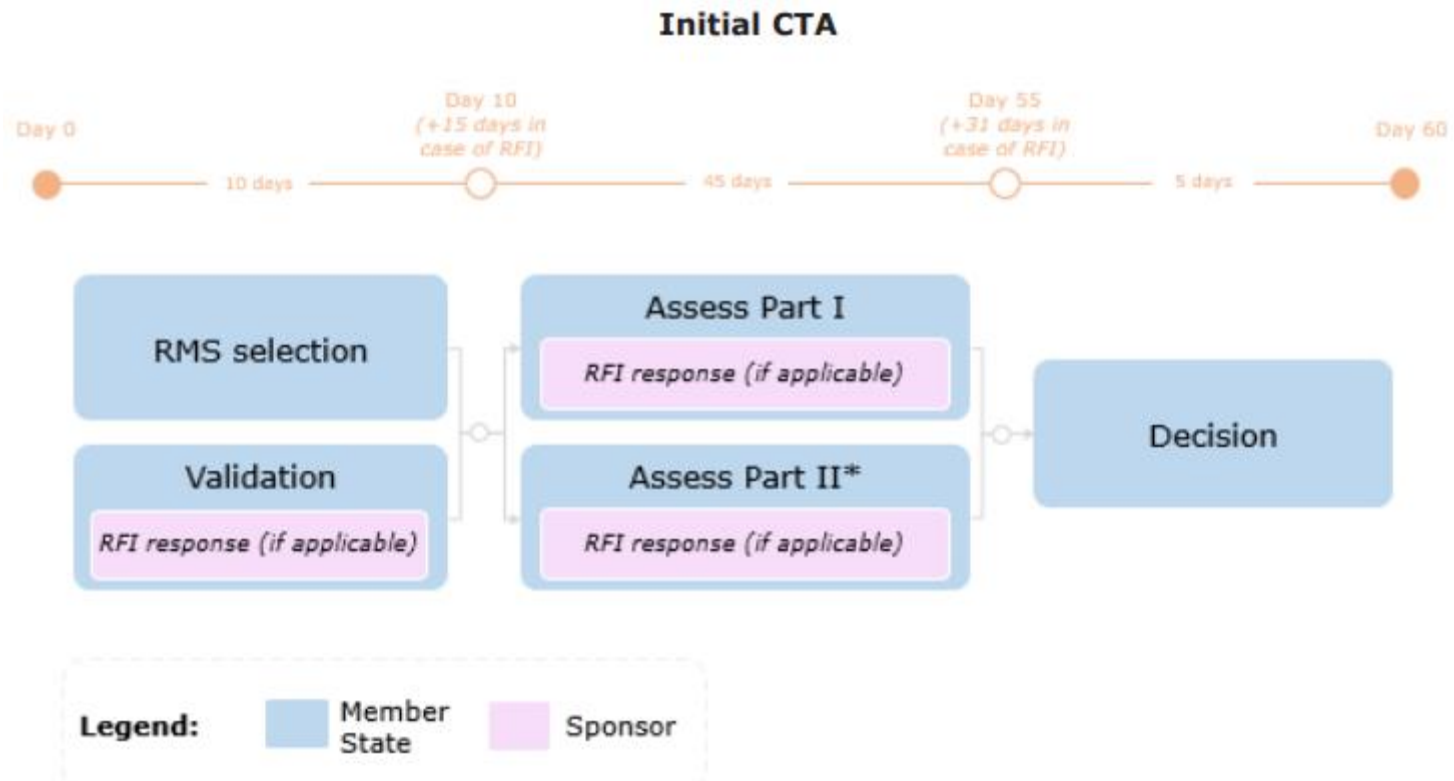 Initial CTA
Day 0
Day 10
(+15 days in
case of RFI)
Day 55
(+31 days in
case of RFI)
Day 60
10 days
45 days
5 days
RMS selection
Validation
RFI response (if applicable)
Assess Part I
RFI response (if applicable)
Assess Part II*
RFI response (if applicable)
Decision
Legend:
Member
State
Sponsor